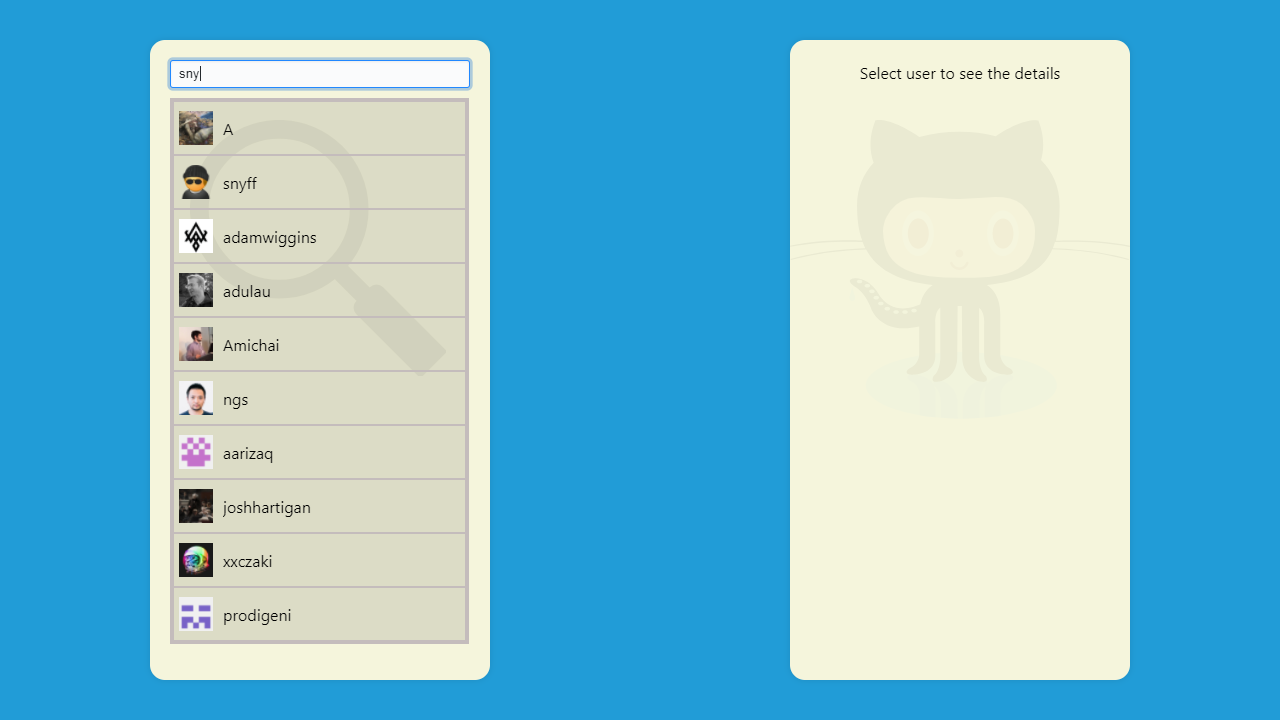 sny
A
snyff
adamwiggins
adulau
Amichai
ngs
aarizaq
joshhartigan
xxczaki
prodigeni
Select user to see the details